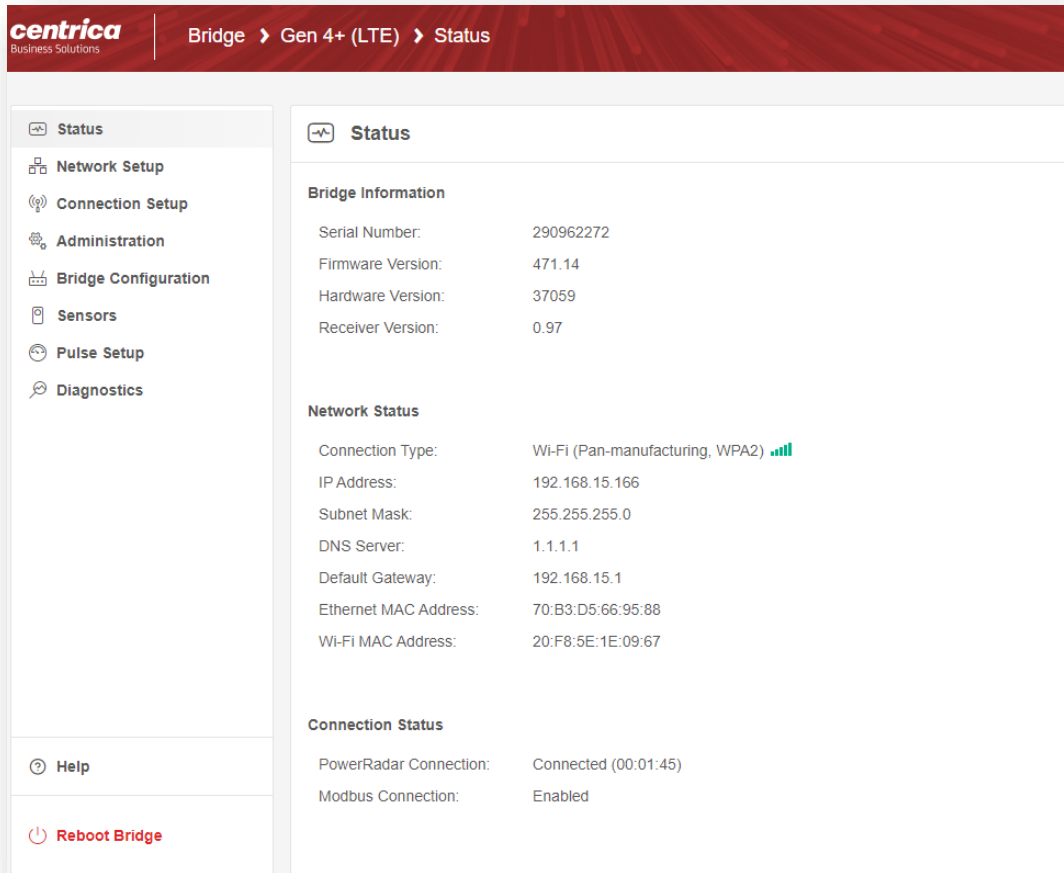 centrica
Business Solutions
Bridge > Gen 4+ (LTE) > Status
Status
Network Setup
Connection Setup
Administration
Bridge Configuration
Sensors
Pulse Setup
Diagnostics
Help
Reboot Bridge
Status
Bridge Information
Serial Number: 290962272
Firmware Version: 471.14
Hardware Version: 37059
Receiver Version: 0.97
Network Status
Connection Type: Wi-Fi (Pan-manufacturing, WPA2)
IP Address: 192.168.15.166
Subnet Mask: 255.255.255.0
DNS Server: 1.1.1.1
Default Gateway: 192.168.15.1
Ethernet MAC Address: 70:B3:D5:66:95:88
Wi-Fi MAC Address: 20:F8:5E:1E:09:67
Connection Status
PowerRadar Connection: Connected (00:01:45)
Modbus Connection: Enabled